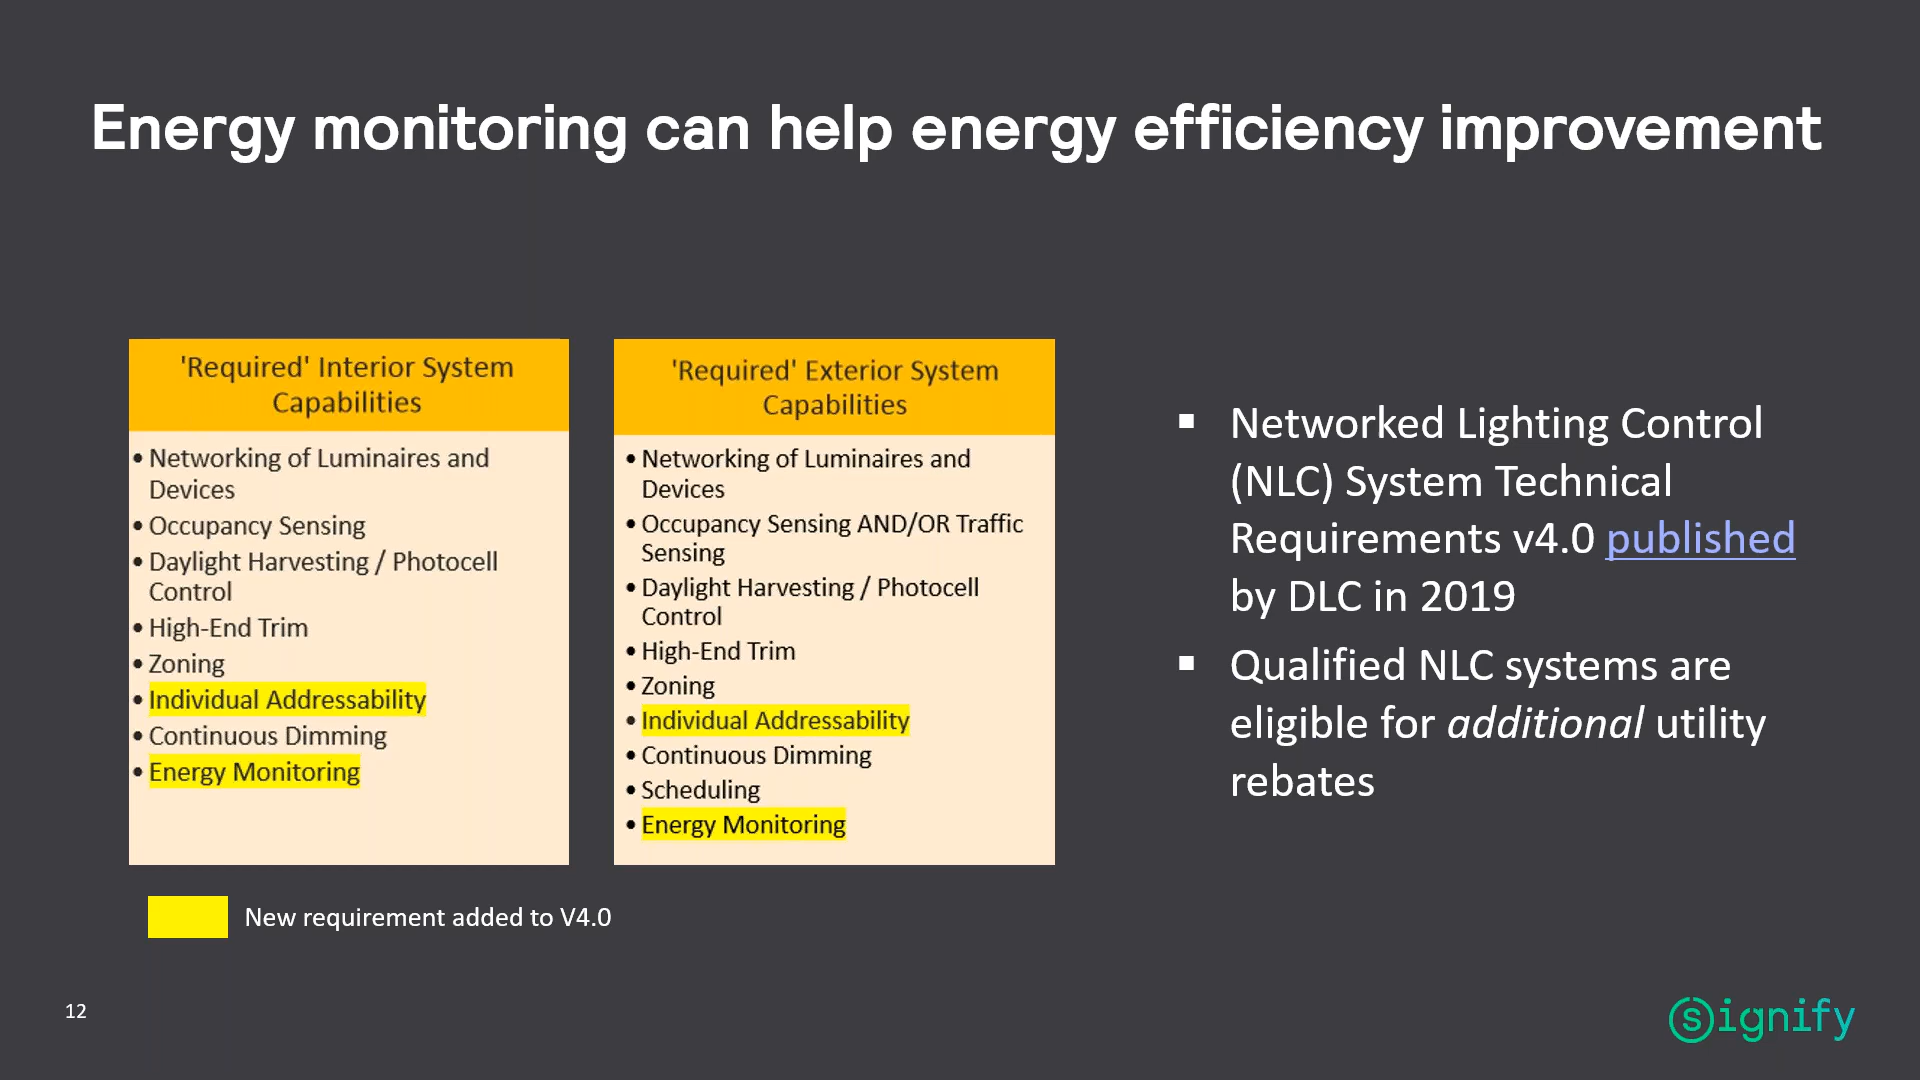 Energy monitoring can help energy efficiency improvement
'Required' Interior System
Capabilities
• Networking of Luminaires and
Devices
• Occupancy Sensing
• Daylight Harvesting / Photocell
Control
• High-End Trim
• Zoning
• Individual Addressability
• Continuous Dimming
• Energy Monitoring
'Required' Exterior System
Capabilities
• Networking of Luminaires and
Devices
• Occupancy Sensing AND/OR Traffic
Sensing
• Daylight Harvesting / Photocell
Control
• High-End Trim
• Zoning
• Individual Addressability
• Continuous Dimming
• Scheduling
• Energy Monitoring
New requirement added to V4.0
▪ Networked Lighting Control
(NLC) System Technical
Requirements v4.0 published
by DLC in 2019
▪ Qualified NLC systems are
eligible for additional utility
rebates
12
signify